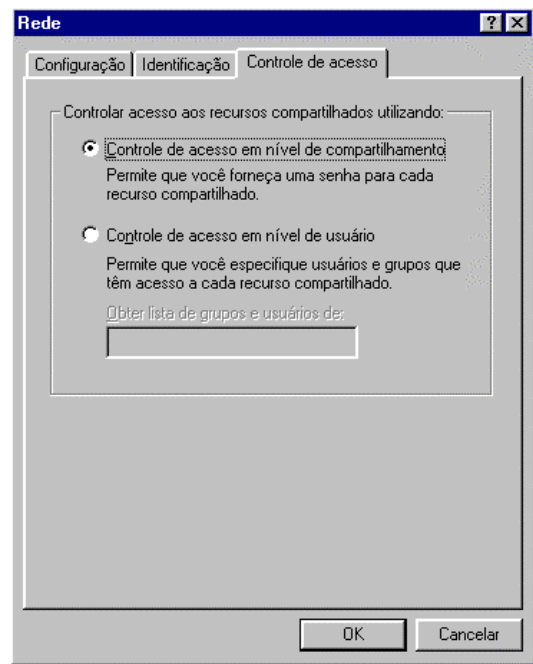 Rede
Configuração Identificação Controle de acesso
Controlar acesso aos recursos compartilhados utilizando:
Controle de acesso em nível de compartilhamento
Permite que você forneça uma senha para cada
recurso compartilhado.
Controle de acesso em nível de usuário
Permite que você especifique usuários e grupos que
têm acesso a cada recurso compartilhado.
Obter lista de grupos e usuários de:
OK Cancelar